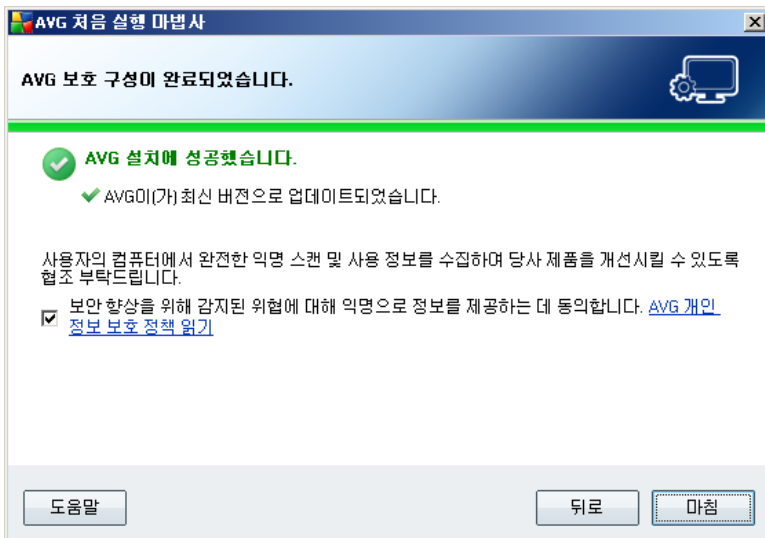 AVG 처음 실행 마법사
AVG 보호 구성이 완료되었습니다.
AVG 설치에 성공했습니다.
AVG이(가) 최신 버전으로 업데이트되었습니다.
사용자의 컴퓨터에서 완전한 익명 스캔 및 사용 정보를 수집하여 당사 제품을 개선시킬 수 있도록
협조 부탁드립니다.
보안 향상을 위해 감지된 위협에 대해 익명으로 정보를 제공하는 데 동의합니다. AVG 개인
정보 보호 정책 읽기
도움말
뒤로
마침